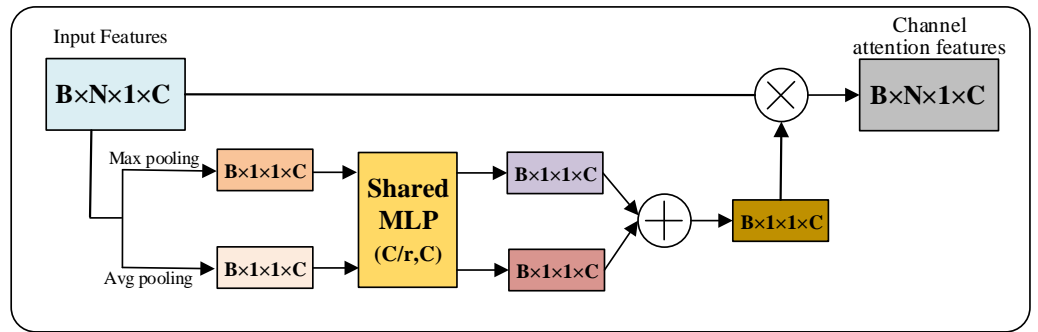 Input Features
B×N×1×C
Channel
attention features
B×N×1×C
Max pooling
B×1×1×C
Avg pooling
B×1×1×C
Shared
MLP
(C/r,C)
B×1×1×C
B×1×1×C
B×1×1×C